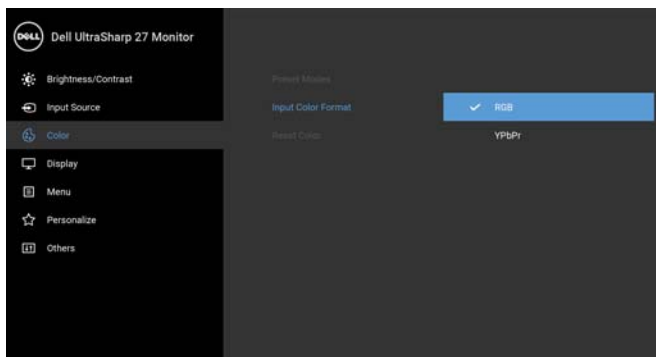 DELL
Dell UltraSharp 27 Monitor
Brightness/Contrast
Preset Modes
Input Source
Input Color Format
RGB
Color
Reset Color
YPbPr
Display
Menu
Personalize
Others